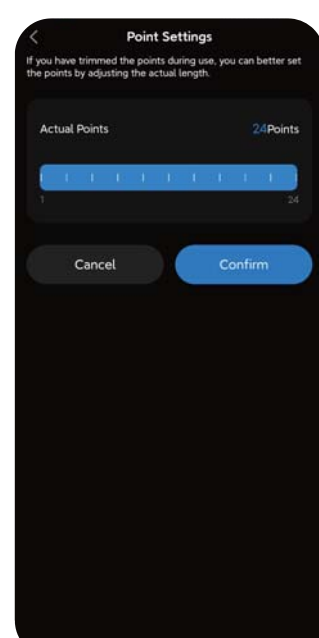 Point Settings
If you have trimmed the points during use, you can better set
the points by adjusting the actual length.
Actual Points 24Points
1 24
Cancel Confirm